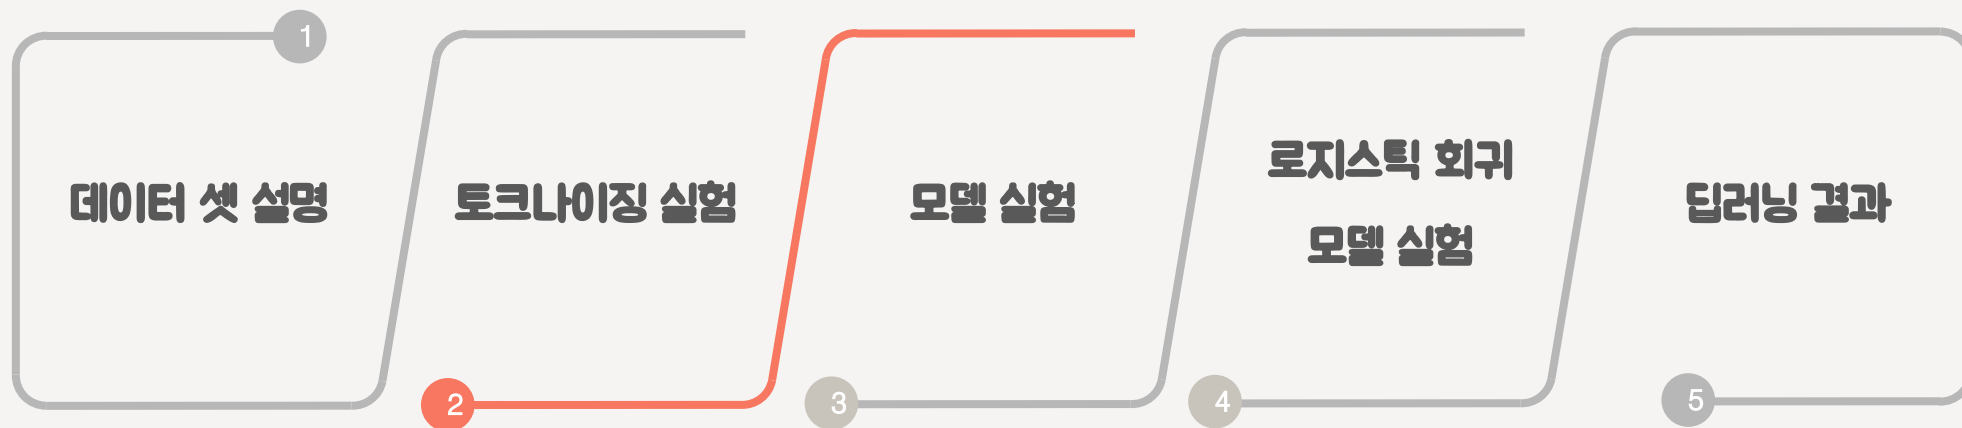 1
데이터 셋 설명
2
토크나이징 실험
3
모델 실험
4
로지스틱 회귀
모델 실험
5
딥러닝 결과